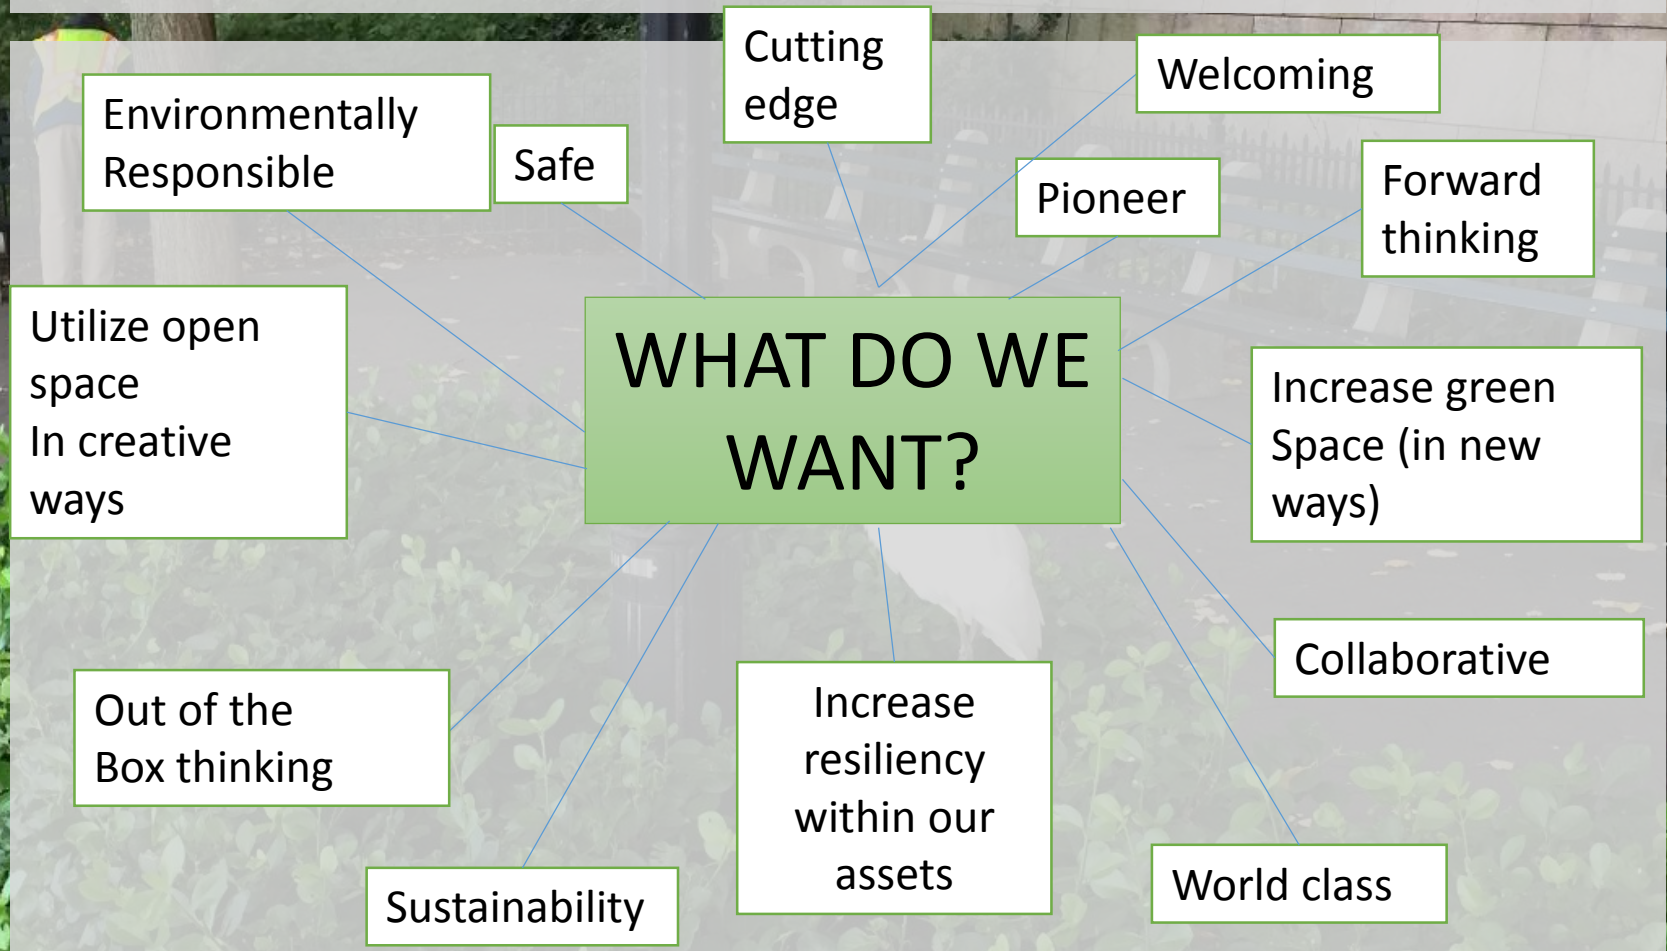 Cutting
edge
Welcoming
Environmentally
Responsible
Safe
Pioneer
Forward
thinking
Utilize open
space
In creative
ways
WHAT DO WE
WANT?
Increase green
Space (in new
ways)
Out of the
Box thinking
Increase
resiliency
within our
assets
Collaborative
Sustainability
World class